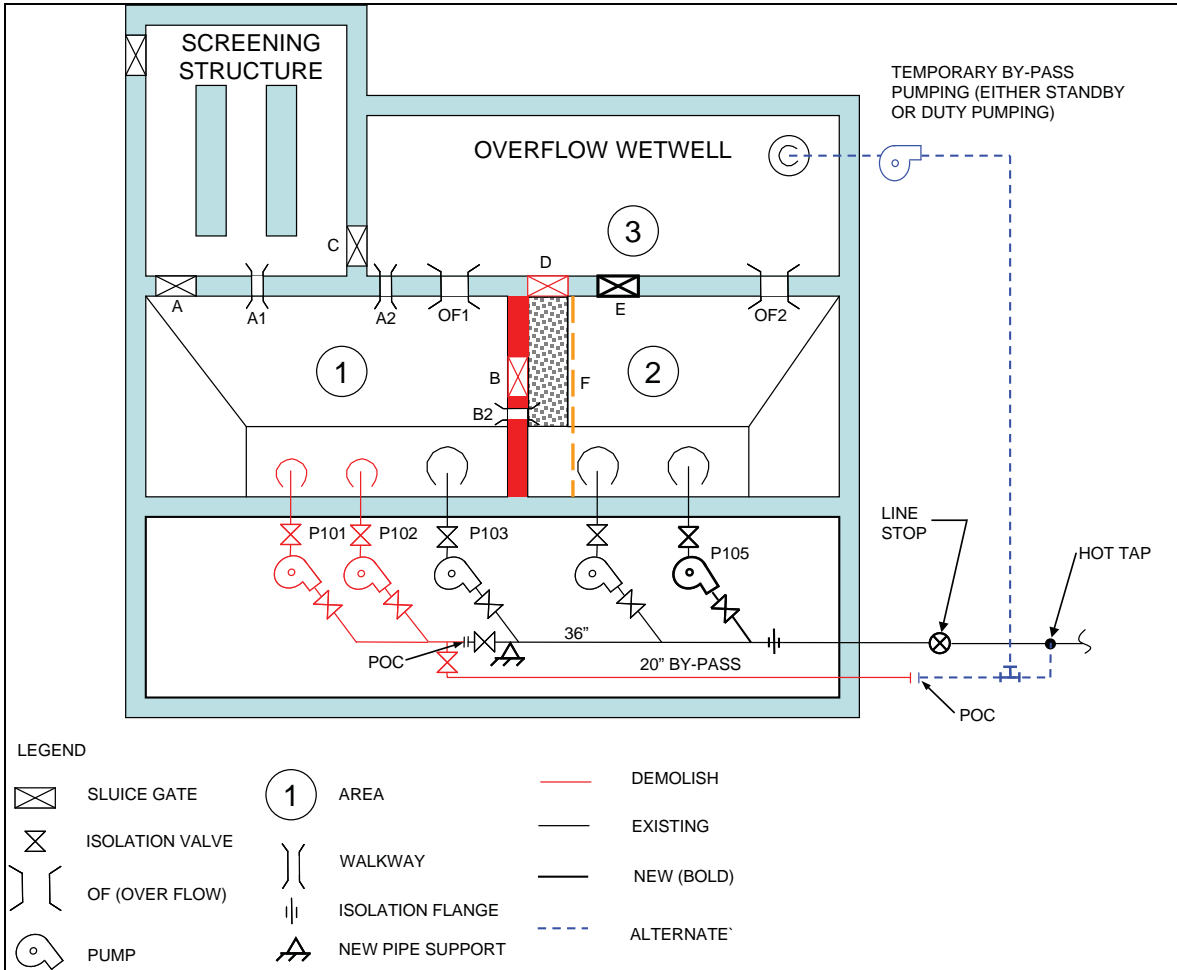 SCREENING
STRUCTURE
TEMPORARY BY-PASS
PUMPING (EITHER STANDBY
OR DUTY PUMPING)
OVERFLOW WETWELL
C
3
D
A
A1
A2
OF1
E
OF2
1
B
F
2
B2
P101
P102
P103
P105
LINE
STOP
HOT TAP
36"
POC
20" BY-PASS
POC
LEGEND
SLUICE GATE
1
AREA
DEMOLISH
ISOLATION VALVE
EXISTING
WALKWAY
OF (OVER FLOW)
NEW (BOLD)
ISOLATION FLANGE
ALTERNATE`
PUMP
NEW PIPE SUPPORT